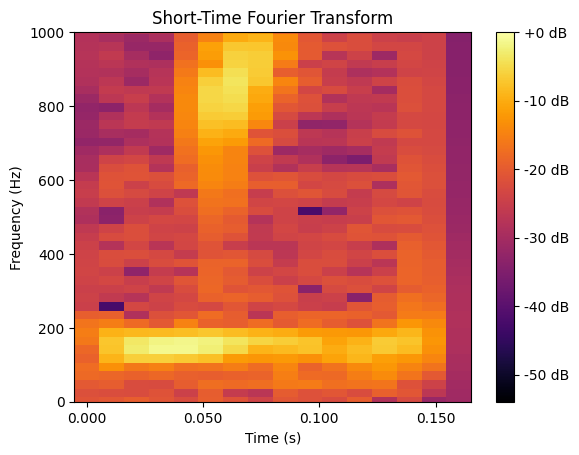 Short-Time Fourier Transform
Frequency (Hz)
1000
800
600
400
200
0
0.000
0.050
0.100
0.150
Time (s)
+0 dB
-10 dB
-20 dB
-30 dB
-40 dB
-50 dB